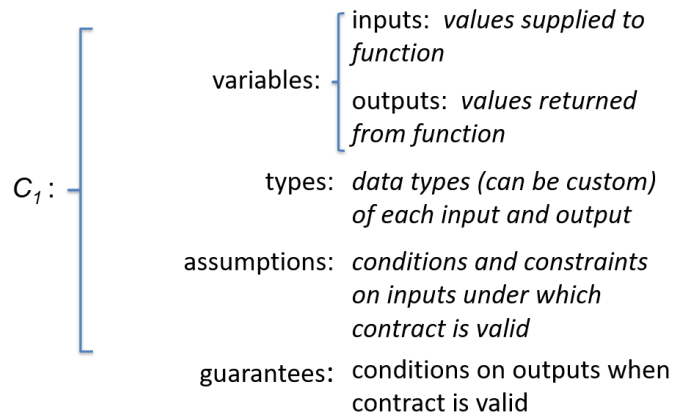 inputs: values supplied to
function
variables:
outputs: values returned
from function
C1:
types: data types (can be custom)
of each input and output
assumptions: conditions and constraints
on inputs under which
contract is valid
guarantees: conditions on outputs when
contract is valid